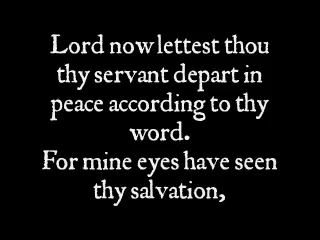 Lord now lettest thou
thy servant depart in
peace according to thy
word.
For mine eyes have seen
thy salvation,